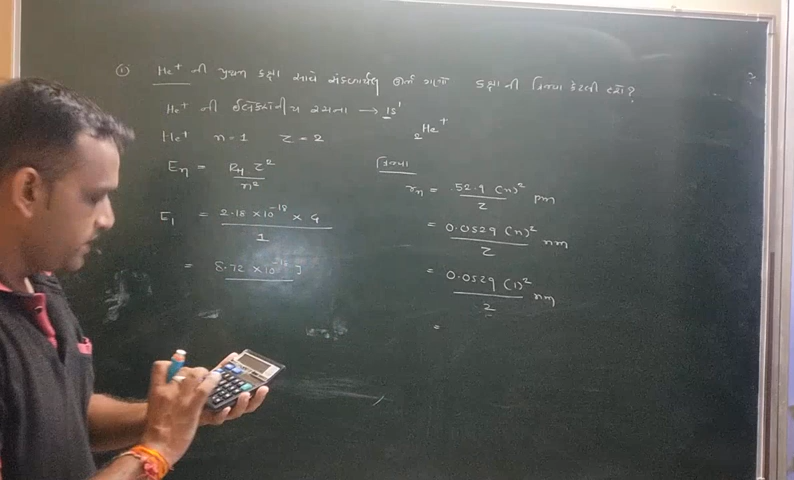 ① He⁺ ની પ્રથમ કક્ષા સાથે સંકળાયેલ ઊર્જા ગણો કક્ષા ની ત્રિજ્યા કેટલી હશે?
He⁺ ની ઈલેક્ટ્રોનીય રચના → 1s¹
He⁺ n = 1 z = 2 ₂He⁺
En = RH z² / n²
E1 = 2.18 × 10⁻¹⁸ × 4 / 1
= 8.72 × 10⁻¹⁸ J
ત્રિજ્યા
rn = 52.9 (n)² / z pm
= 0.0529 (n)² / z nm
= 0.0529 (1)² / 2 nm
=